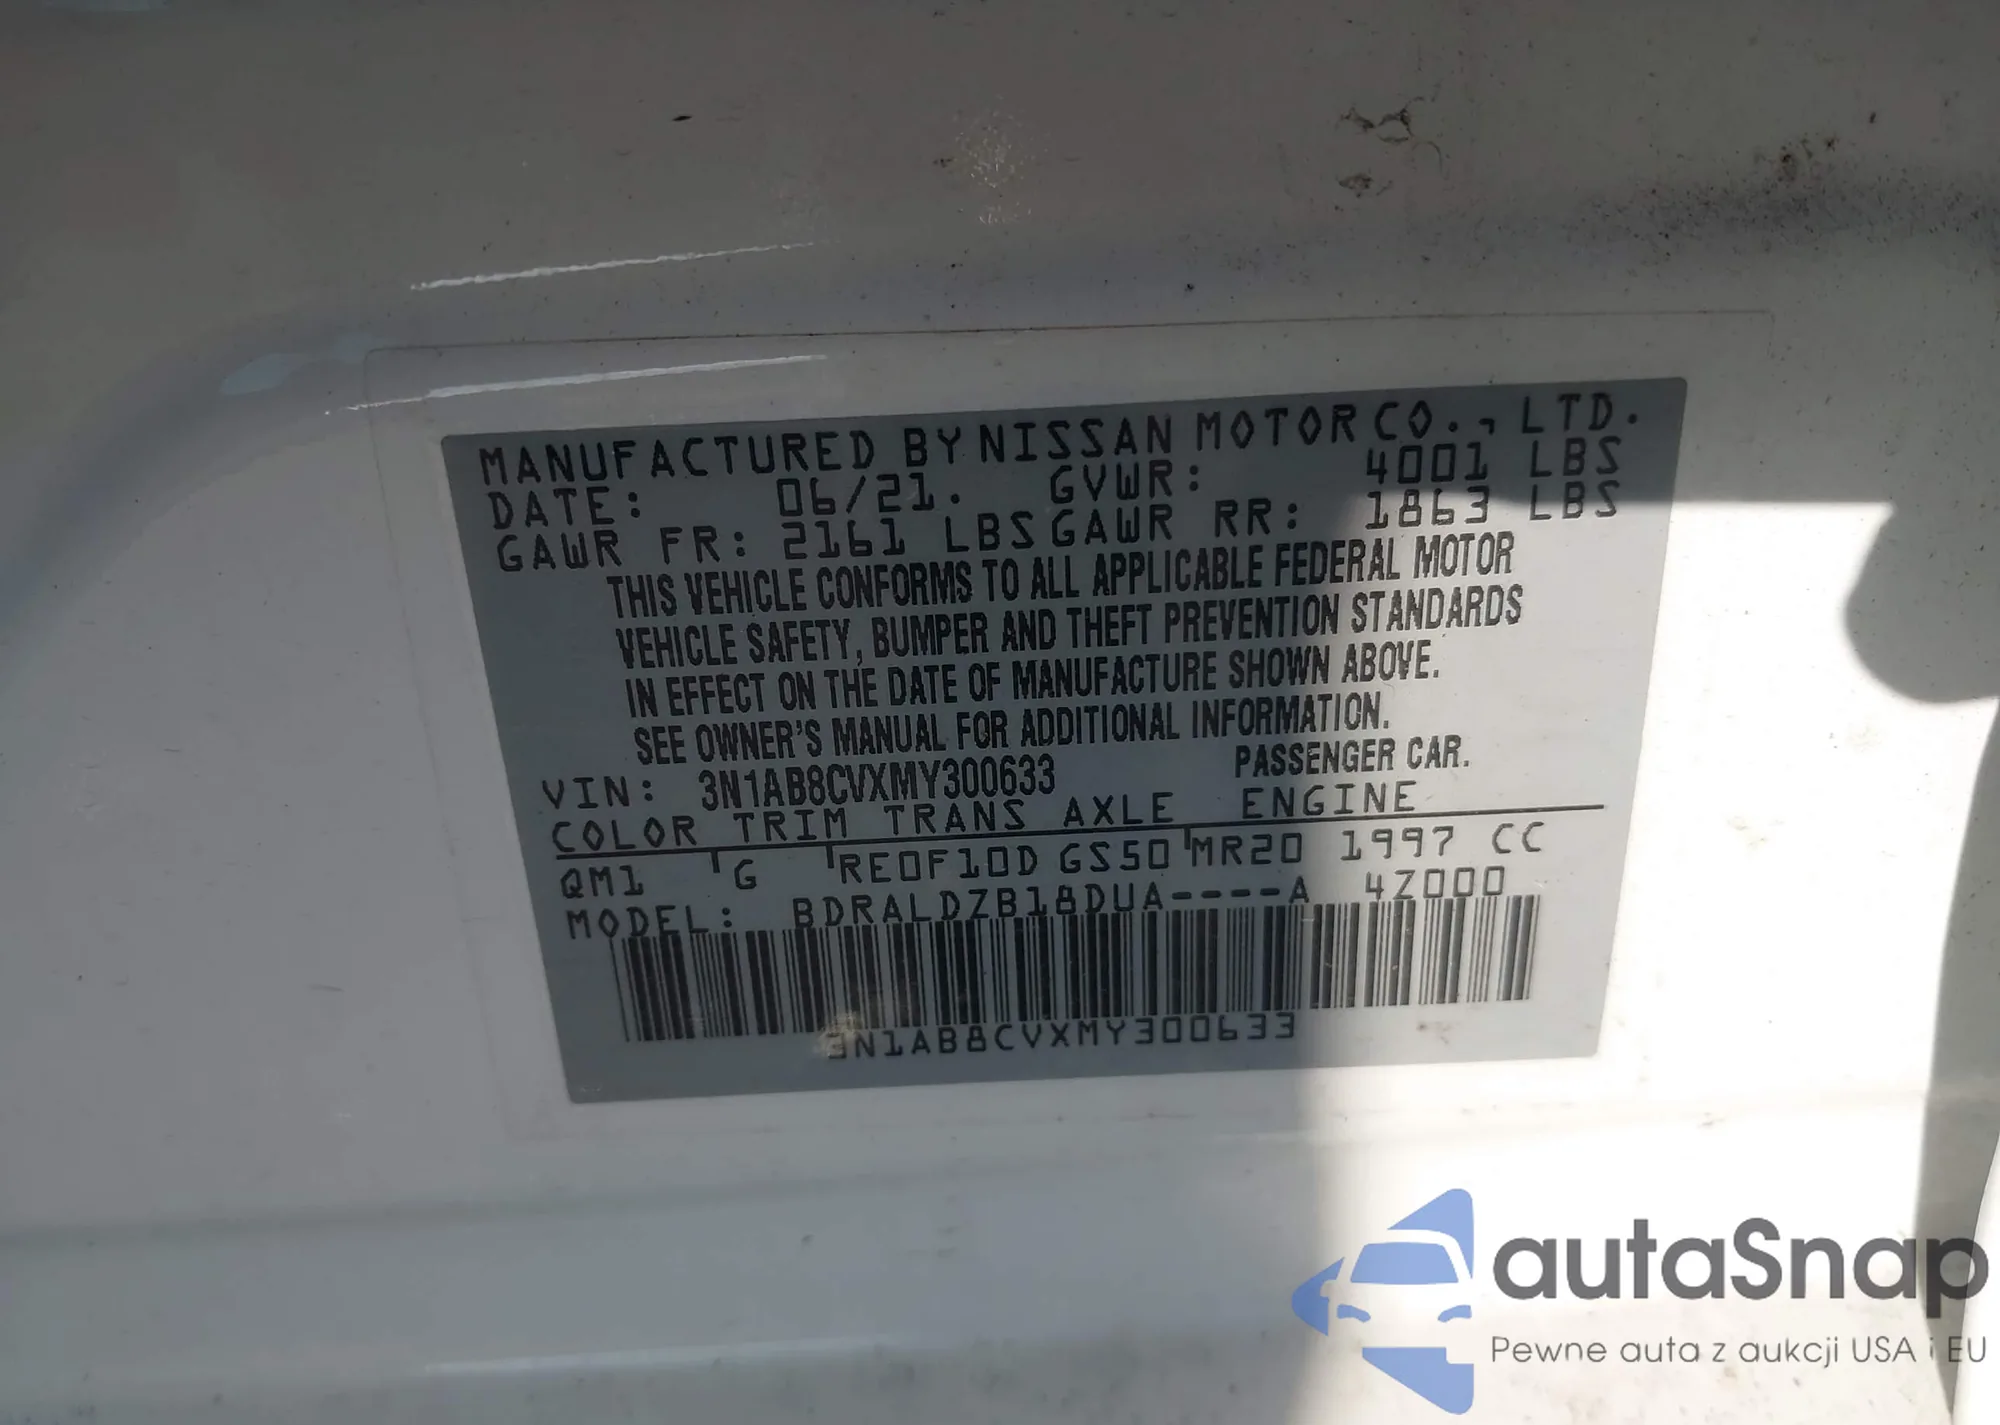 MANUFACTURED BY NISSAN MOTOR CO., LTD.
DATE: 06/21. GVWR: 4001 LBS
GAWR FR: 2161 LBS GAWR RR: 1863 LBS
THIS VEHICLE CONFORMS TO ALL APPLICABLE FEDERAL MOTOR
VEHICLE SAFETY, BUMPER AND THEFT PREVENTION STANDARDS
IN EFFECT ON THE DATE OF MANUFACTURE SHOWN ABOVE.
SEE OWNER'S MANUAL FOR ADDITIONAL INFORMATION.
VIN: 3N1AB8CVXMY300633 PASSENGER CAR.
COLOR TRIM TRANS AXLE ENGINE
QM1 G RE0F10D GS50 MR20 1997 CC
MODEL: BDRALDZB18DUA----A 4Z000
3N1AB8CVXMY300633
autaSnap
Pewne auta z aukcji USA i EU